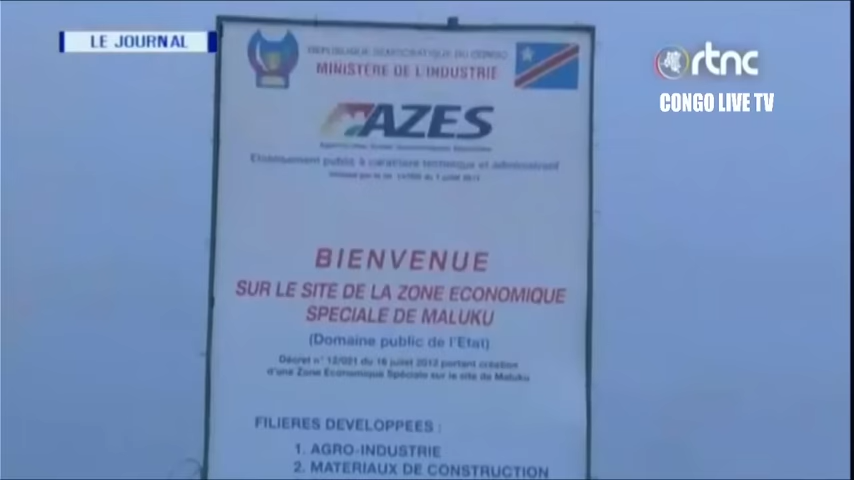 LE JOURNAL
rtnc
CONGO LIVE TV
REPUBLIQUE DEMOCRATIQUE DU CONGO
MINISTÈRE DE L'INDUSTRIE
AZES
Etablissement public à caractère technique et administratif
BIENVENUE
SUR LE SITE DE LA ZONE ECONOMIQUE
SPECIALE DE MALUKU
(Domaine public de l'Etat)
Décret n° 12/021 du 16 juillet 2012 portant création
d'une Zone Economique Spéciale sur le site de Maluku
FILIERES DEVELOPPEES :
1. AGRO-INDUSTRIE
2. MATERIAUX DE CONSTRUCTION